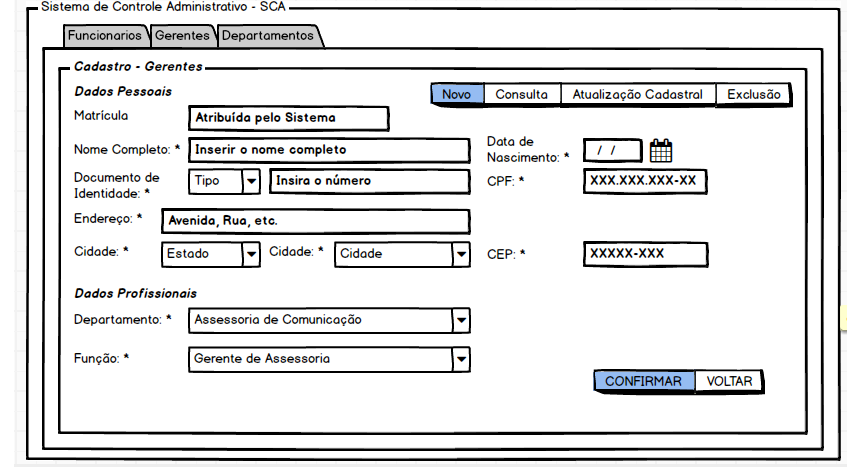 Sistema de Controle Administrativo - SCA
Funcionarios Gerentes Departamentos
Cadastro - Gerentes
Dados Pessoais
Novo Consulta Atualização Cadastral Exclusão
Matrícula Atribuída pelo Sistema
Nome Completo: * Inserir o nome completo
Data de
Nascimento: * / /
Documento de
Identidade: * Tipo Insira o número
CPF: * XXX.XXX.XXX-XX
Endereço: * Avenida, Rua, etc.
Cidade: * Estado Cidade: * Cidade
CEP: * XXXXX-XXX
Dados Profissionais
Departamento: * Assessoria de Comunicação
Função: * Gerente de Assessoria
CONFIRMAR VOLTAR